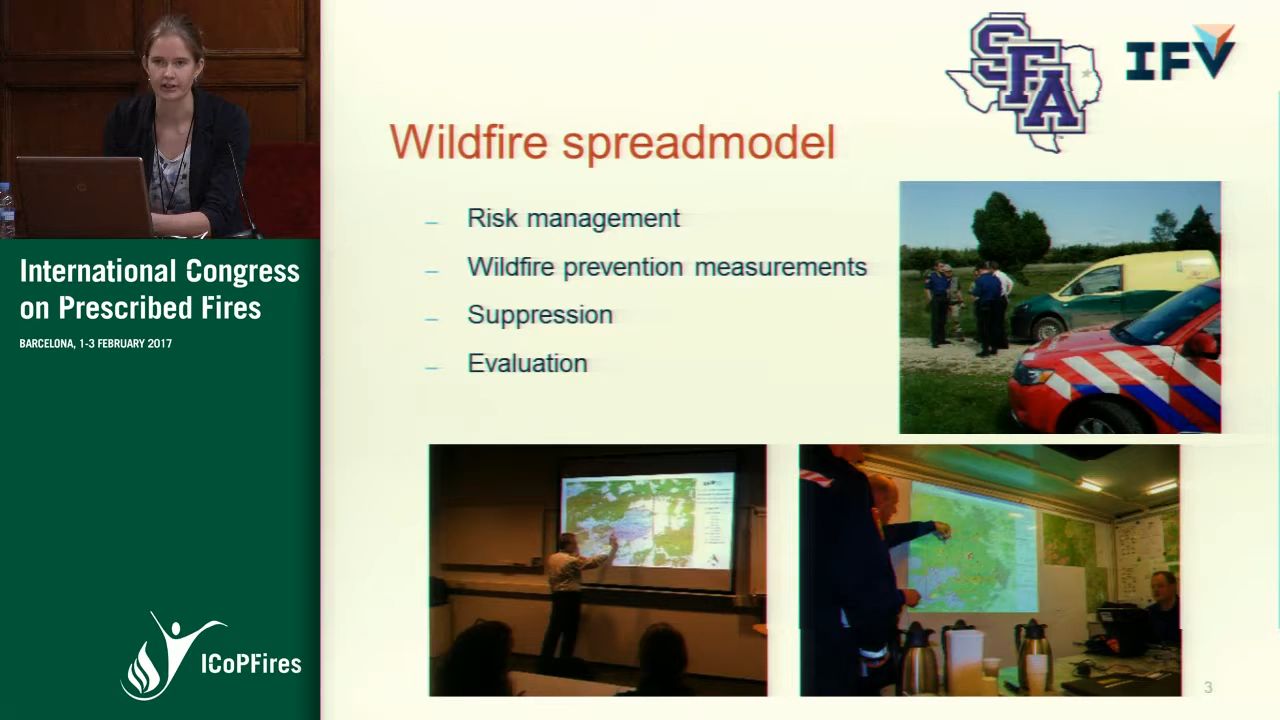 International Congress
on Prescribed Fires
BARCELONA, 1-3 FEBRUARY 2017
ICoPFires
SFA
IFV
Wildfire spreadmodel
– Risk management
– Wildfire prevention measurements
– Suppression
– Evaluation
3